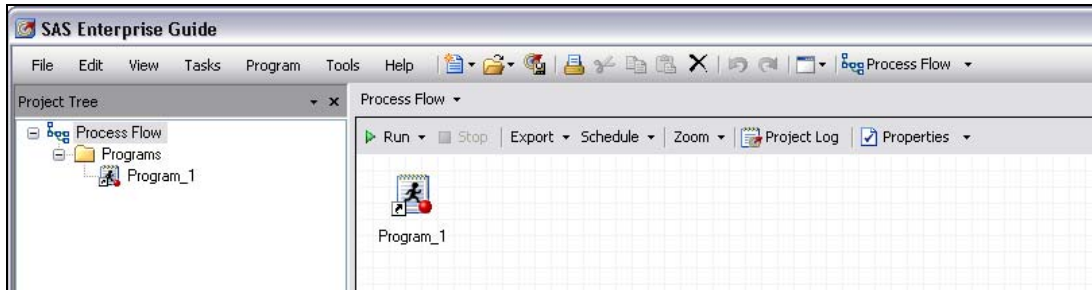 SAS Enterprise Guide
File Edit View Tasks Program Tools Help Process Flow
Project Tree
Process Flow
Programs
Program_1
Process Flow
Run Stop Export Schedule Zoom Project Log Properties
Program_1